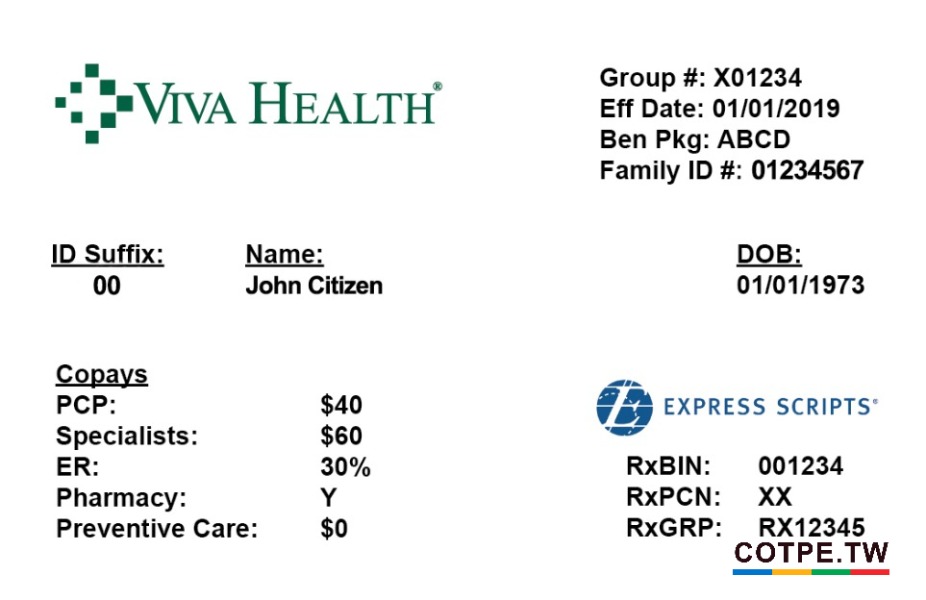 VIVA HEALTH®
Group #: X01234
Eff Date: 01/01/2019
Ben Pkg: ABCD
Family ID #: 01234567
ID Suffix: Name: DOB:
00 John Citizen 01/01/1973
Copays
PCP: $40
Specialists: $60
ER: 30%
Pharmacy: Y
Preventive Care: $0
EXPRESS SCRIPTS®
RxBIN: 001234
RxPCN: XX
RxGRP: RX12345
COTPE.TW